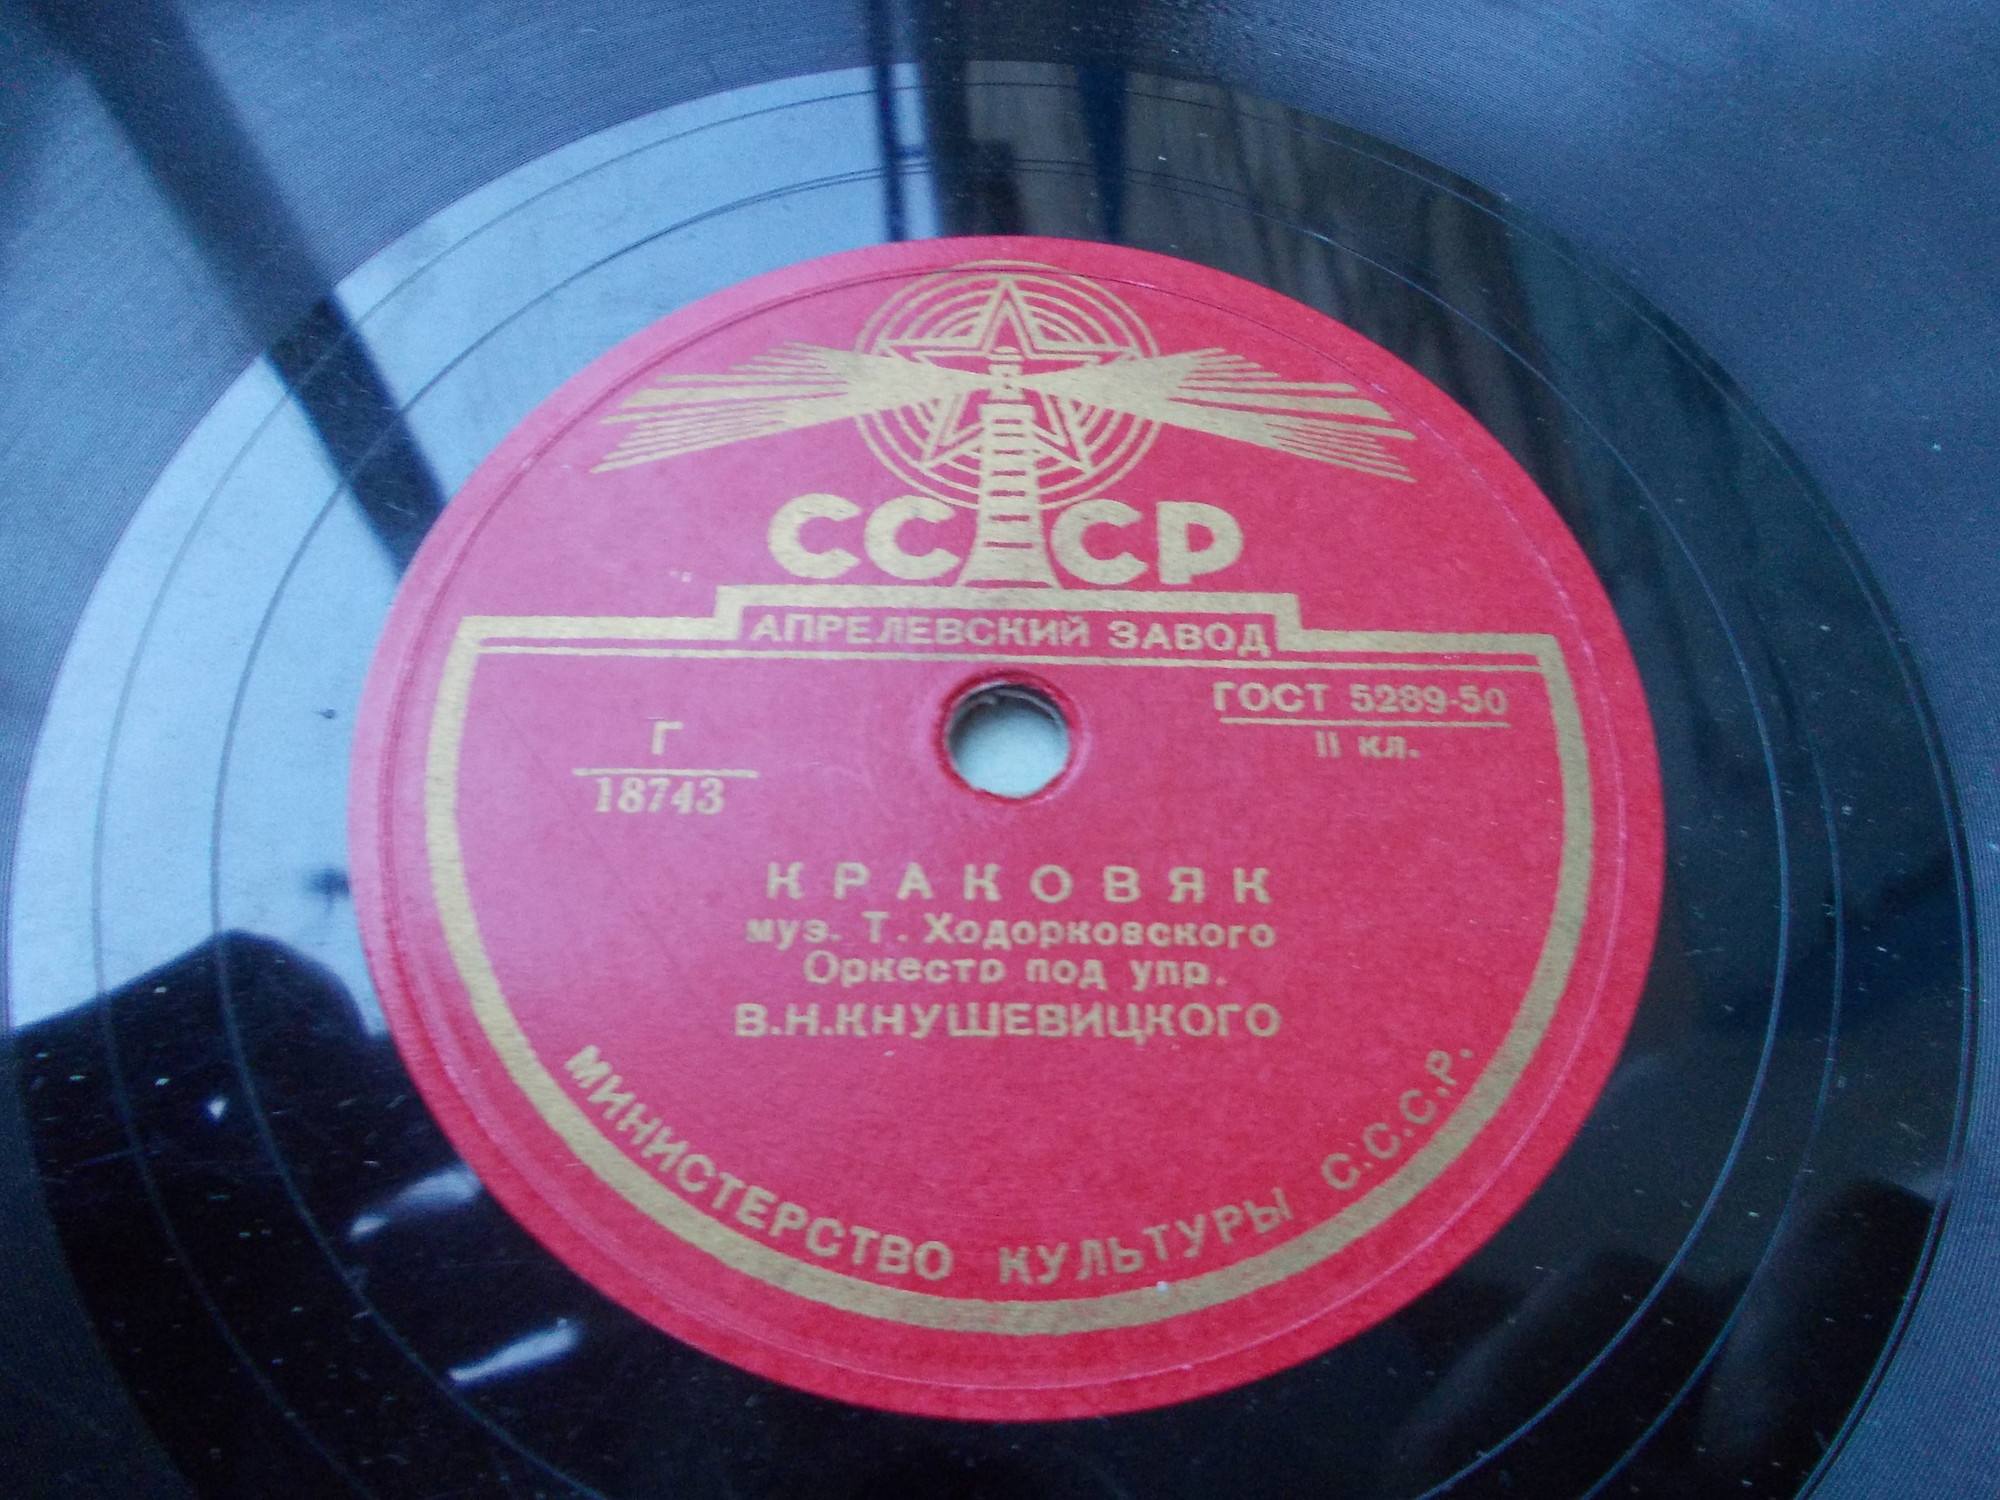 СССР
АПРЕЛЕВСКИЙ ЗАВОД
ГОСТ 5289-50
II кл.
Г
18743
КРАКОВЯК
муз. Т. Ходорковского
Оркестр под упр.
В.Н.КНУШЕВИЦКОГО
МИНИСТЕРСТВО КУЛЬТУРЫ С.С.С.Р.